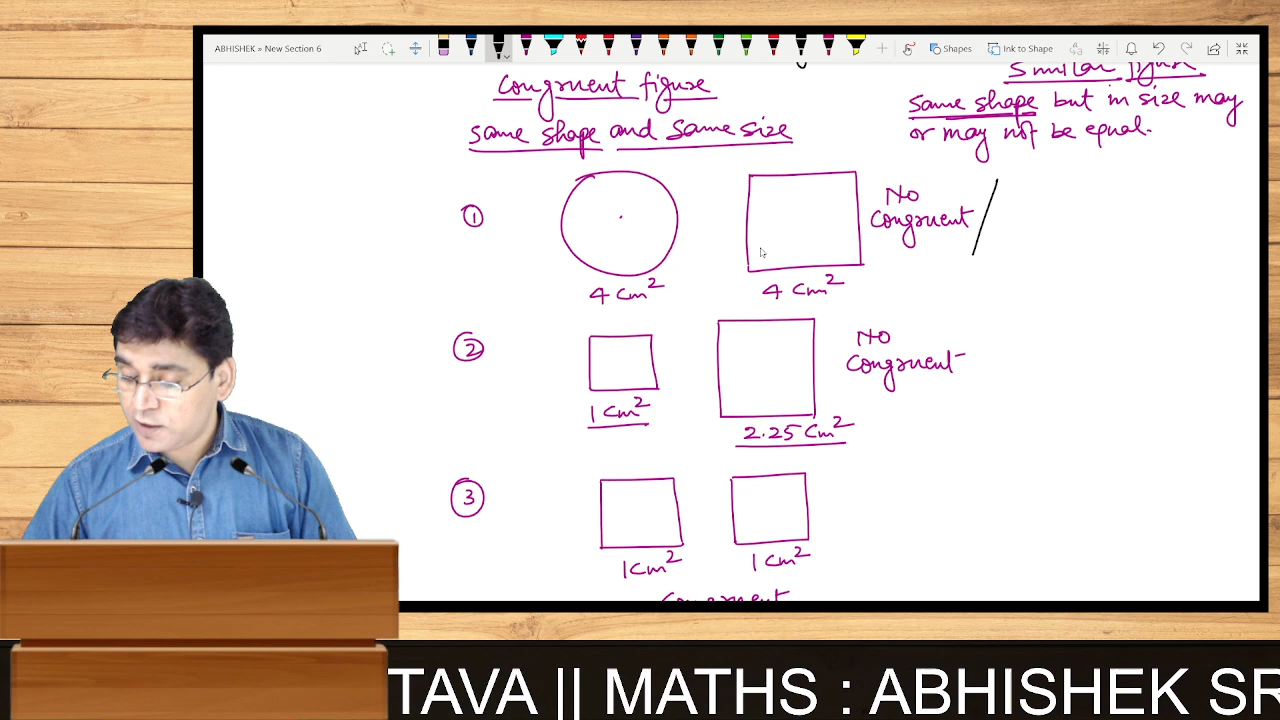 ABHISHEK » New Section 6
Shapes
Ink to Shape
Congruent figure
same shape and same size
Similar figure
same shape but in size may
or may not be equal.
①
4 cm²
4 cm²
No
congruent /
②
1 cm²
2.25 cm²
No
congruent
③
1 cm²
1 cm²
congruent
TAVA || MATHS : ABHISHEK SR